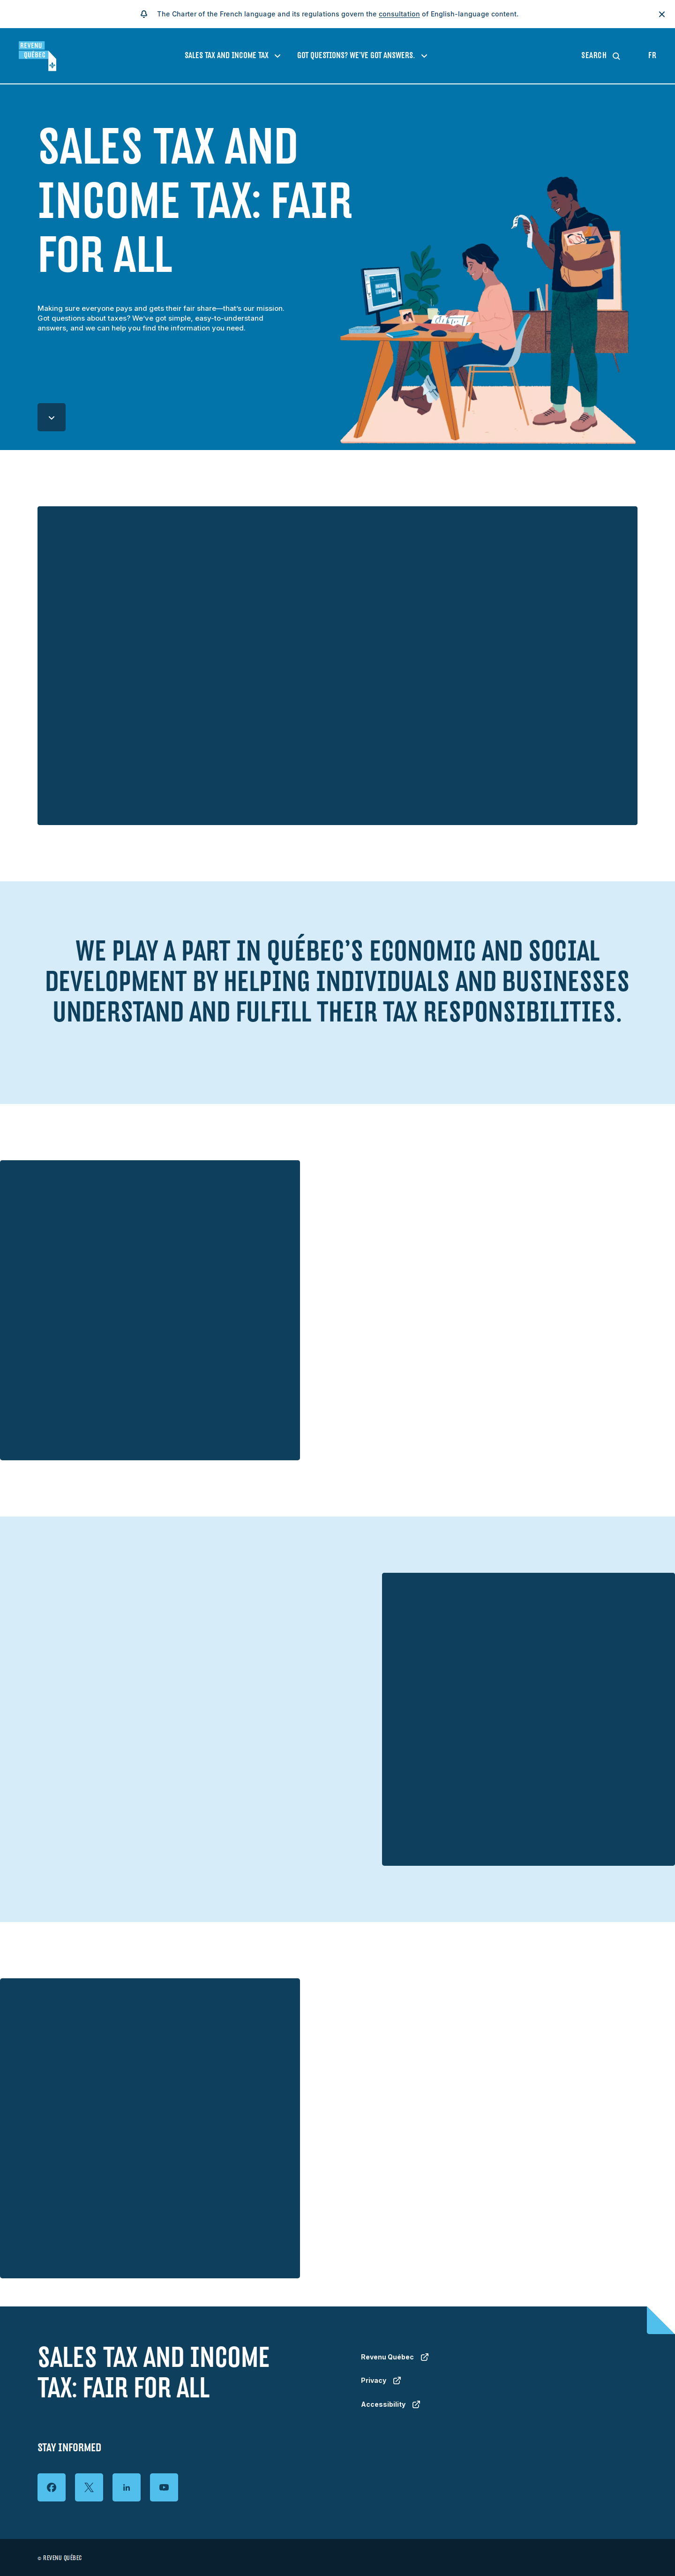 The Charter of the French language and its regulations govern the consultation of English-language content.
REVENU
QUÉBEC
SALES TAX AND INCOME TAX
GOT QUESTIONS? WE'VE GOT ANSWERS.
SEARCH
FR
SALES TAX AND
INCOME TAX: FAIR
FOR ALL
Making sure everyone pays and gets their fair share—that's our mission.
Got questions about taxes? We've got simple, easy-to-understand
answers, and we can help you find the information you need.
WE PLAY A PART IN QUÉBEC'S ECONOMIC AND SOCIAL
DEVELOPMENT BY HELPING INDIVIDUALS AND BUSINESSES
UNDERSTAND AND FULFILL THEIR TAX RESPONSIBILITIES.
SALES TAX AND INCOME
TAX: FAIR FOR ALL
Revenu Québec
Privacy
Accessibility
STAY INFORMED
© REVENU QUÉBEC